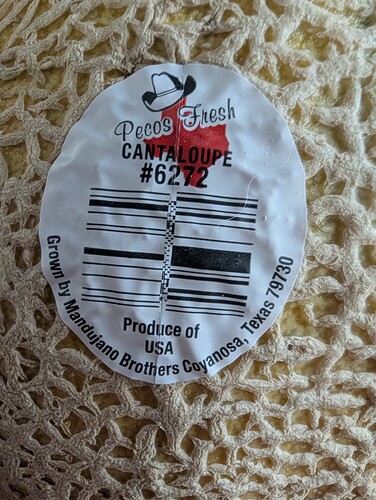 Pecos Fresh
CANTALOUPE
#6272
Produce of
USA
Grown by Mandujano Brothers Coyanosa, Texas 79730